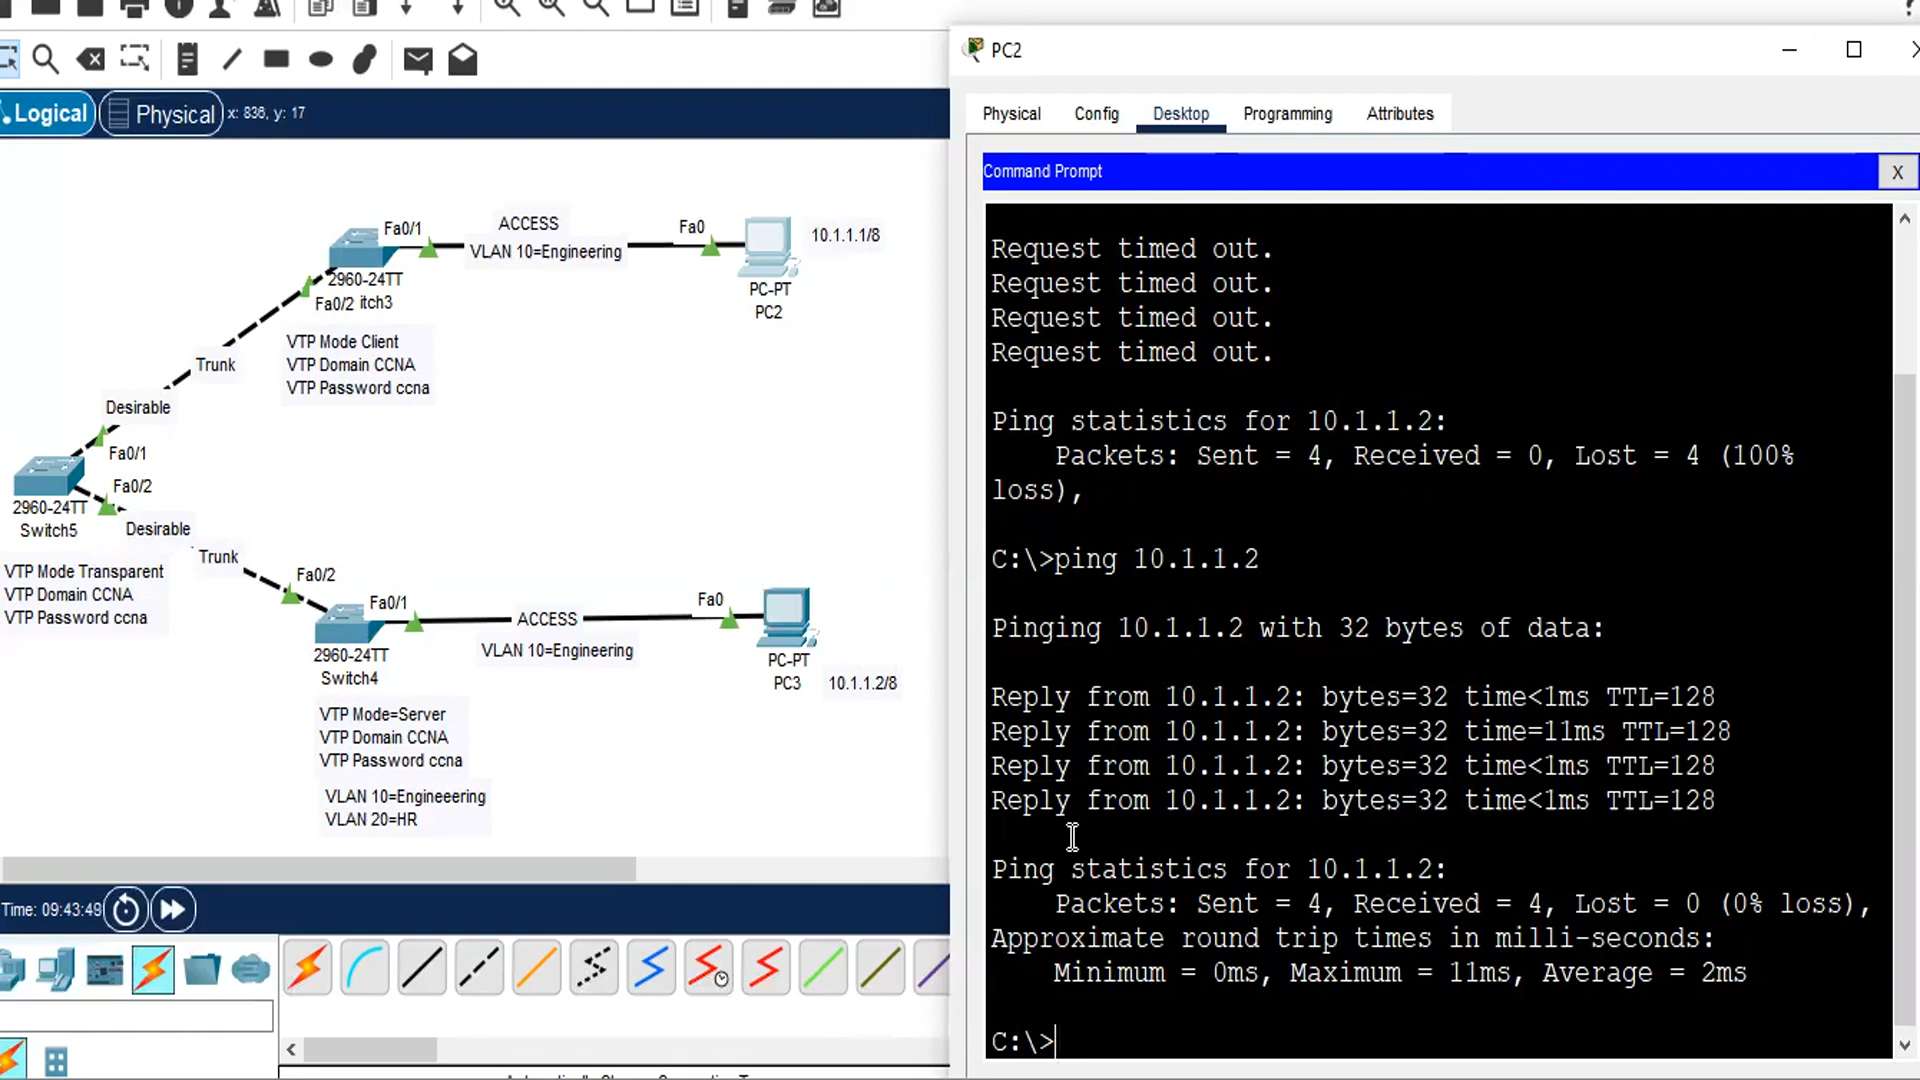 PC2
Logical
Physical
x: 836, y: 17
Physical
Config
Desktop
Programming
Attributes
Command Prompt
X
Fa0/1
ACCESS
VLAN 10=Engineering
Fa0
10.1.1.1/8
2960-24TT
Fa0/2 itch3
PC-PT
PC2
VTP Mode Client
VTP Domain CCNA
VTP Password ccna
Trunk
Desirable
Fa0/1
Fa0/2
2960-24TT
Switch5
Desirable
Trunk
VTP Mode Transparent
VTP Domain CCNA
VTP Password ccna
Fa0/2
Fa0/1
ACCESS
VLAN 10=Engineering
Fa0
2960-24TT
Switch4
PC-PT
PC3
10.1.1.2/8
VTP Mode=Server
VTP Domain CCNA
VTP Password ccna
VLAN 10=Engineeering
VLAN 20=HR
Time: 09:43:49
Request timed out.
Request timed out.
Request timed out.
Request timed out.
Ping statistics for 10.1.1.2:
Packets: Sent = 4, Received = 0, Lost = 4 (100%
loss),
C:\>ping 10.1.1.2
Pinging 10.1.1.2 with 32 bytes of data:
Reply from 10.1.1.2: bytes=32 time<1ms TTL=128
Reply from 10.1.1.2: bytes=32 time=11ms TTL=128
Reply from 10.1.1.2: bytes=32 time<1ms TTL=128
Reply from 10.1.1.2: bytes=32 time<1ms TTL=128
Ping statistics for 10.1.1.2:
Packets: Sent = 4, Received = 4, Lost = 0 (0% loss),
Approximate round trip times in milli-seconds:
Minimum = 0ms, Maximum = 11ms, Average = 2ms
C:\>